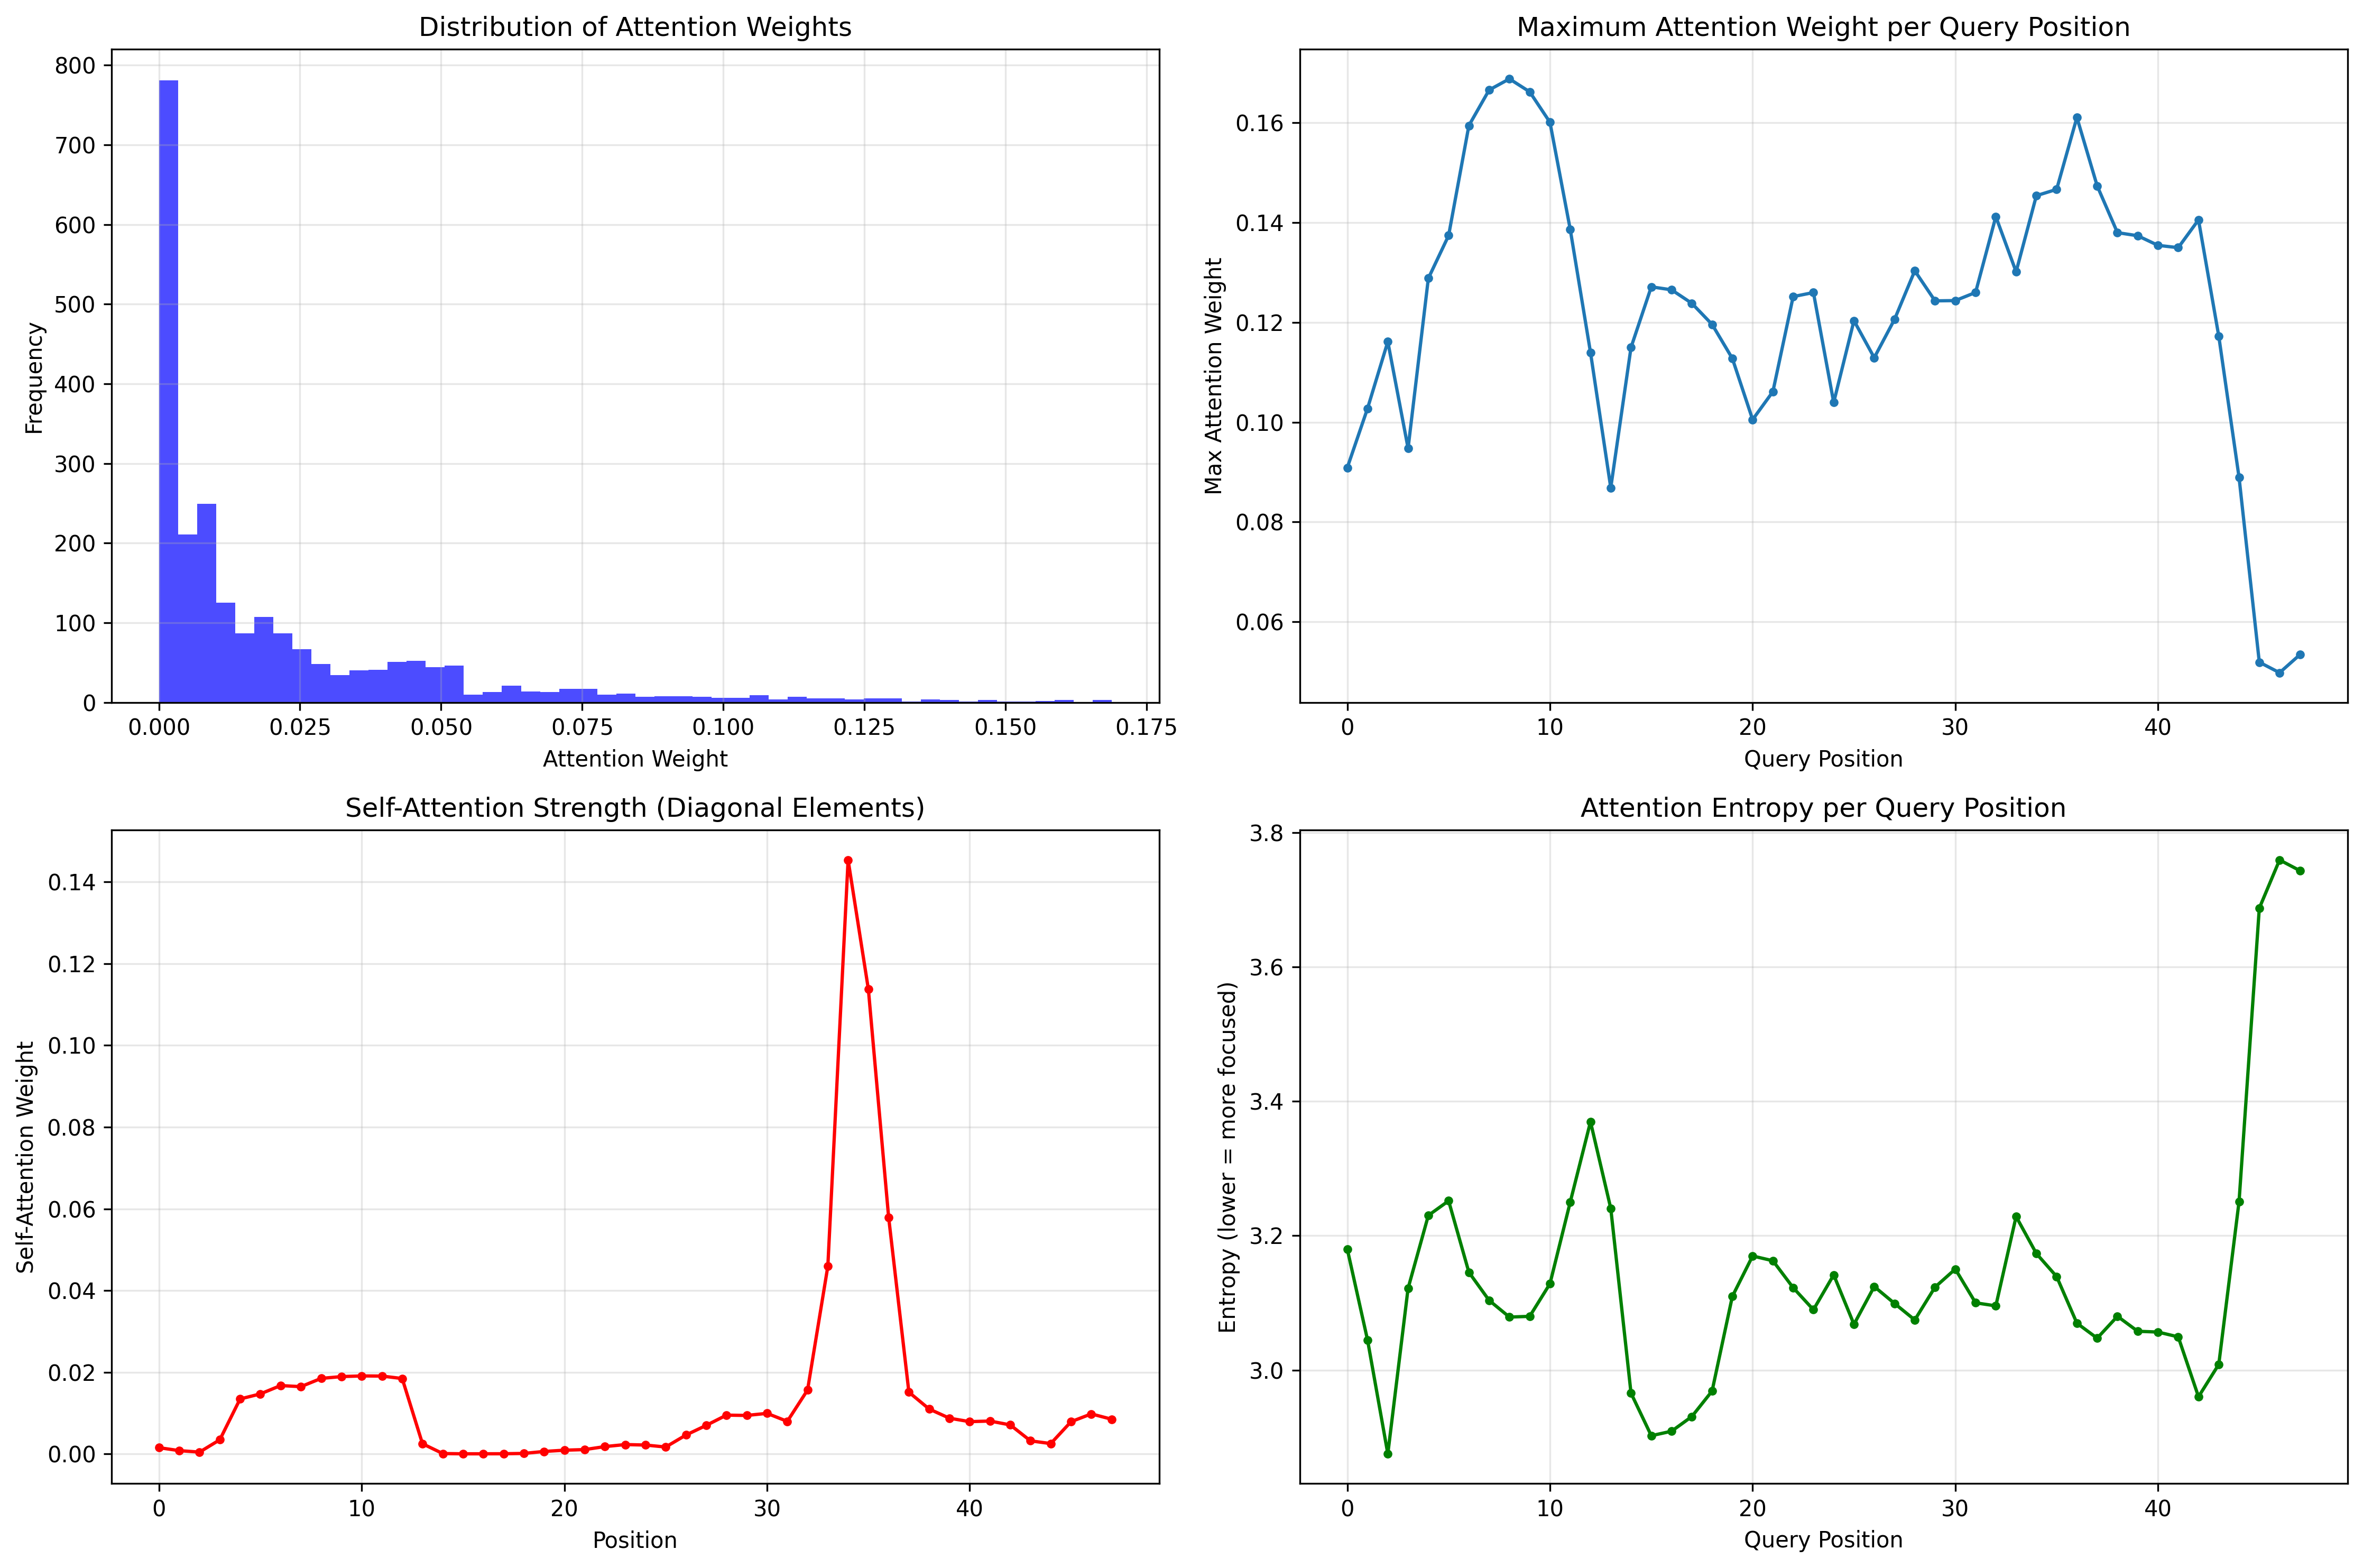 Distribution of Attention Weights
800
700
600
500
400
300
200
100
0
Frequency
0.000 0.025 0.050 0.075 0.100 0.125 0.150 0.175
Attention Weight
Maximum Attention Weight per Query Position
0.16
0.14
0.12
0.10
0.08
0.06
Max Attention Weight
0 10 20 30 40
Query Position
Self-Attention Strength (Diagonal Elements)
0.14
0.12
0.10
0.08
0.06
0.04
0.02
0.00
Self-Attention Weight
0 10 20 30 40
Position
Attention Entropy per Query Position
3.8
3.6
3.4
3.2
3.0
Entropy (lower = more focused)
0 10 20 30 40
Query Position